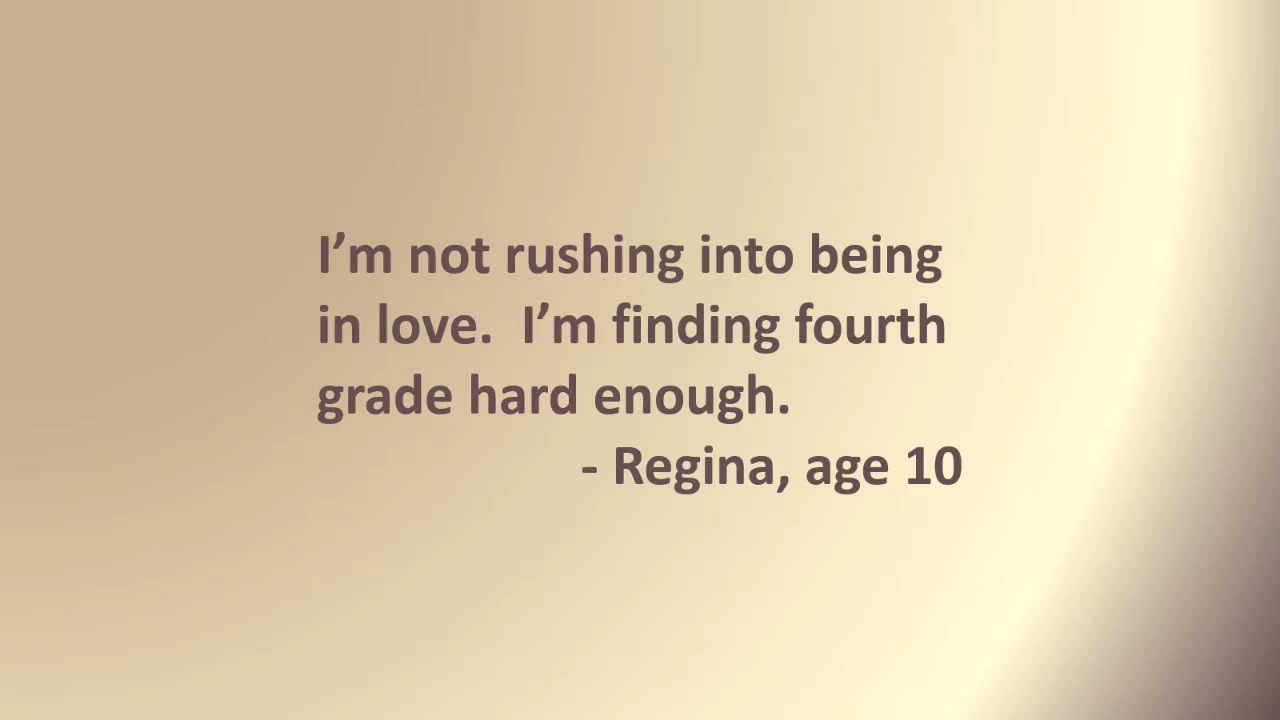 I’m not rushing into being
in love.  I’m finding fourth
grade hard enough.
- Regina, age 10